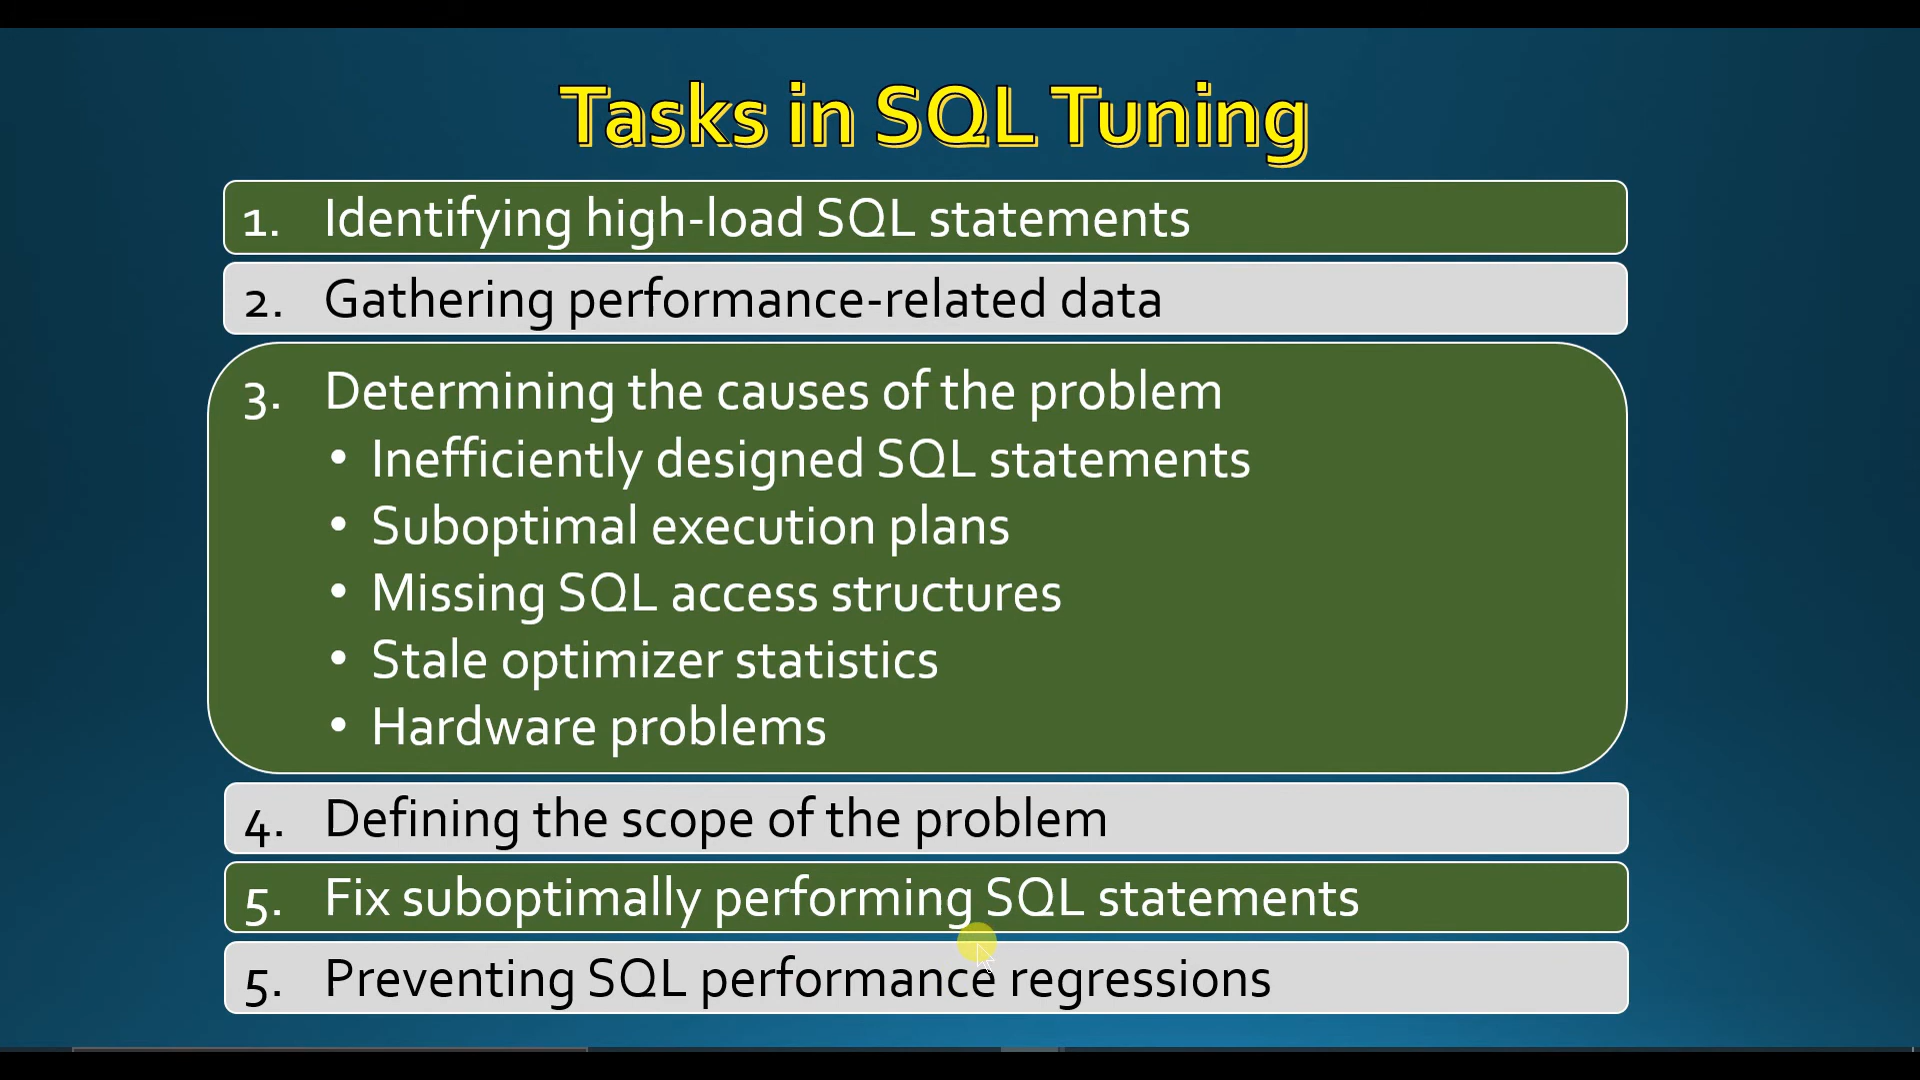 Tasks in SQL Tuning
1. Identifying high-load SQL statements
2. Gathering performance-related data
3. Determining the causes of the problem
• Inefficiently designed SQL statements
• Suboptimal execution plans
• Missing SQL access structures
• Stale optimizer statistics
• Hardware problems
4. Defining the scope of the problem
5. Fix suboptimally performing SQL statements
5. Preventing SQL performance regressions